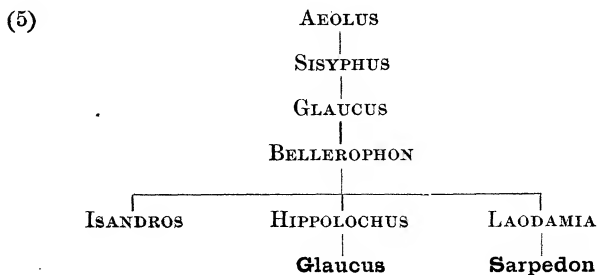 (5) AEOLUS
SISYPHUS
GLAUCUS
BELLEROPHON
ISANDROS HIPPOLOCHUS LAODAMIA
Glaucus Sarpedon